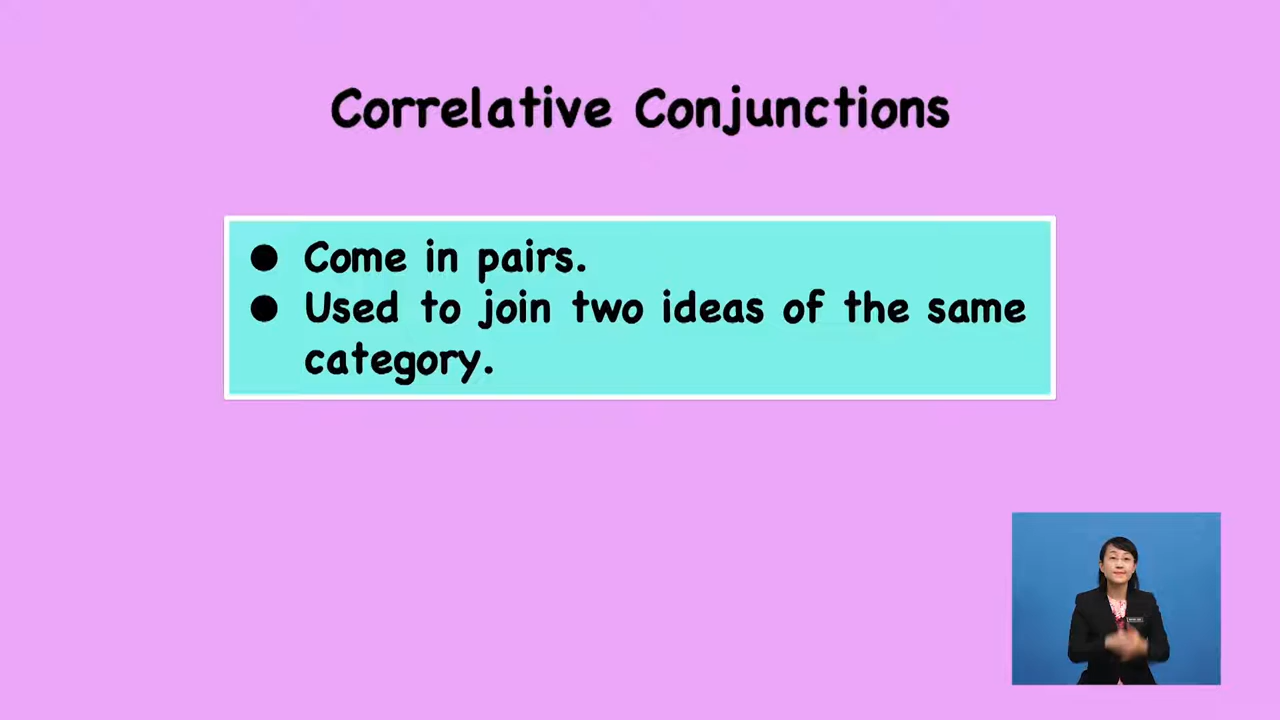 Correlative Conjunctions
● Come in pairs.
● Used to join two ideas of the same
category.